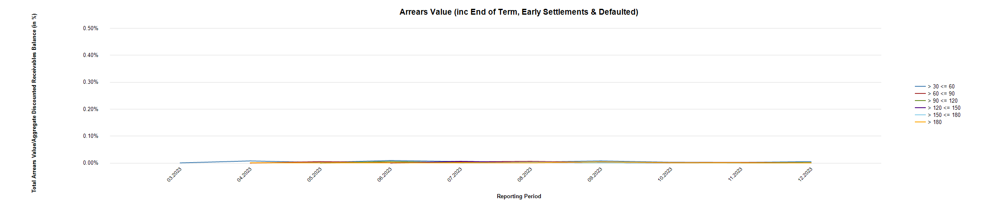 Arrears Value (inc End of Term, Early Settlements & Defaulted)
Total Arrears Value/Aggregate Discounted Receivables Balance (in %)
0.50%
0.40%
0.30%
0.20%
0.10%
0.00%
03.2023
04.2023
05.2023
06.2023
07.2023
08.2023
09.2023
10.2023
11.2023
12.2023
Reporting Period
> 30 <= 60
> 60 <= 90
> 90 <= 120
> 120 <= 150
> 150 <= 180
> 180